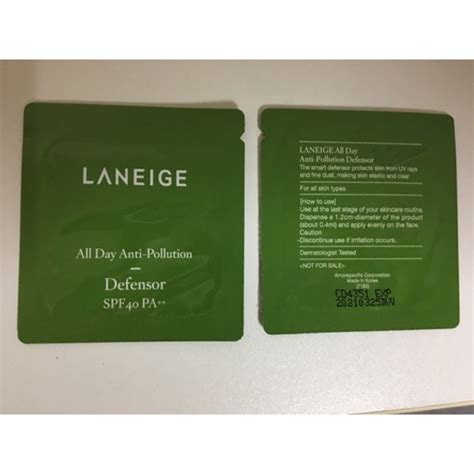 LANEIGE
All Day Anti-Pollution
Defensor
SPF40 PA++
LANEIGE All Day
Anti-Pollution Defensor
The smart defensor protects skin from UV rays
and fine dust, making skin elastic and clear
For all skin types
[How to use]
Use at the last stage of your skincare routine.
Dispense a 1.2cm-diameter of the product
(about 0.4ml) and apply evenly on the face.
Caution
-Discontinue use if irritation occurs.
Dermatologist Tested
<NOT FOR SALE>
Amorepacific Corporation
Made in Korea
CD4351 EXP
20210325